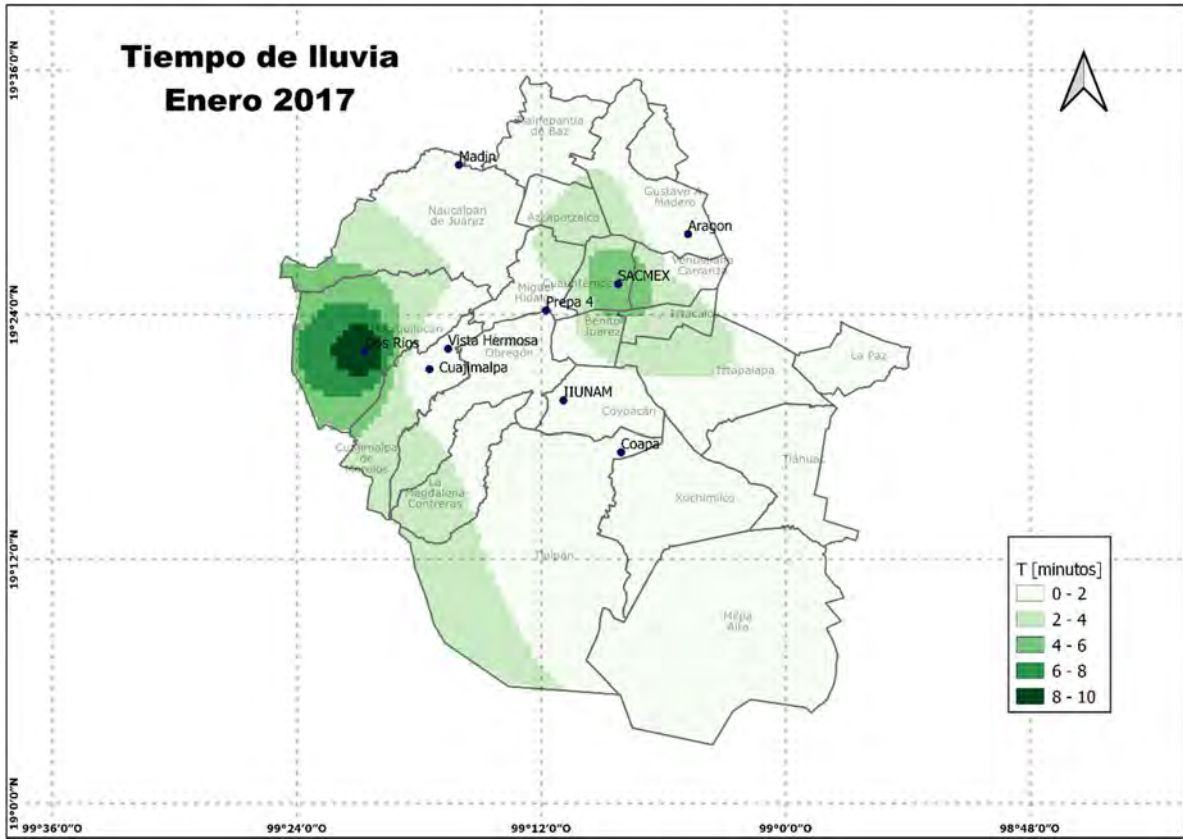 Tiempo de lluvia
Enero 2017
19°36'0"N
19°24'0"N
19°12'0"N
19°0'0"N
99°36'0"O
99°24'0"O
99°12'0"O
99°0'0"O
98°48'0"O
Tlalnepantla
de Baz
Madin
Gustavo A.
Madero
Naucalpan
de Juárez
Azcapotzalco
Aragon
Venustiano
Carranza
SACMEX
Cuauhtémoc
Miguel
Hidalgo
Prepa 4
Iztacalco
Benito
Juárez
Huixquilucan
Dos Rios
Vista Hermosa
Obregón
La Paz
Cuajimalpa
Iztapalapa
IIUNAM
Coyoacán
Coapa
Cuajimalpa
de
Morelos
Tláhuac
La
Magdalena
Contreras
Xochimilco
Tlalpan
Milpa
Alta
T [minutos]
0 - 2
2 - 4
4 - 6
6 - 8
8 - 10